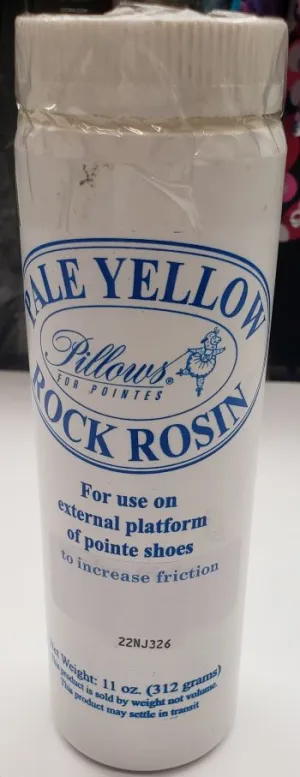 PALE YELLOW
Pillows®
FOR POINTES
ROCK ROSIN
For use on
external platform
of pointe shoes
to increase friction
22NJ326
Net Weight: 11 oz. (312 grams)
This product is sold by weight not volume.
This product may settle in transit